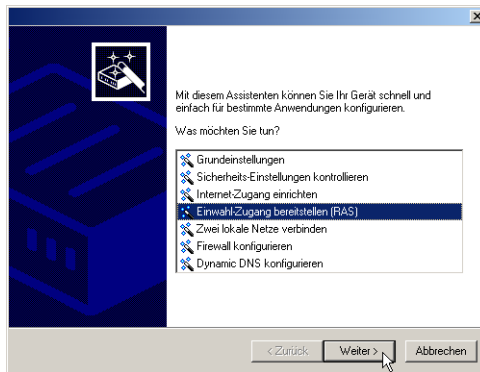 Mit diesem Assistenten können Sie Ihr Gerät schnell und
einfach für bestimmte Anwendungen konfigurieren.
Was möchten Sie tun?
Grundeinstellungen
Sicherheits-Einstellungen kontrollieren
Internet-Zugang einrichten
Einwahl-Zugang bereitstellen (RAS)
Zwei lokale Netze verbinden
Firewall konfigurieren
Dynamic DNS konfigurieren
< Zurück Weiter > Abbrechen